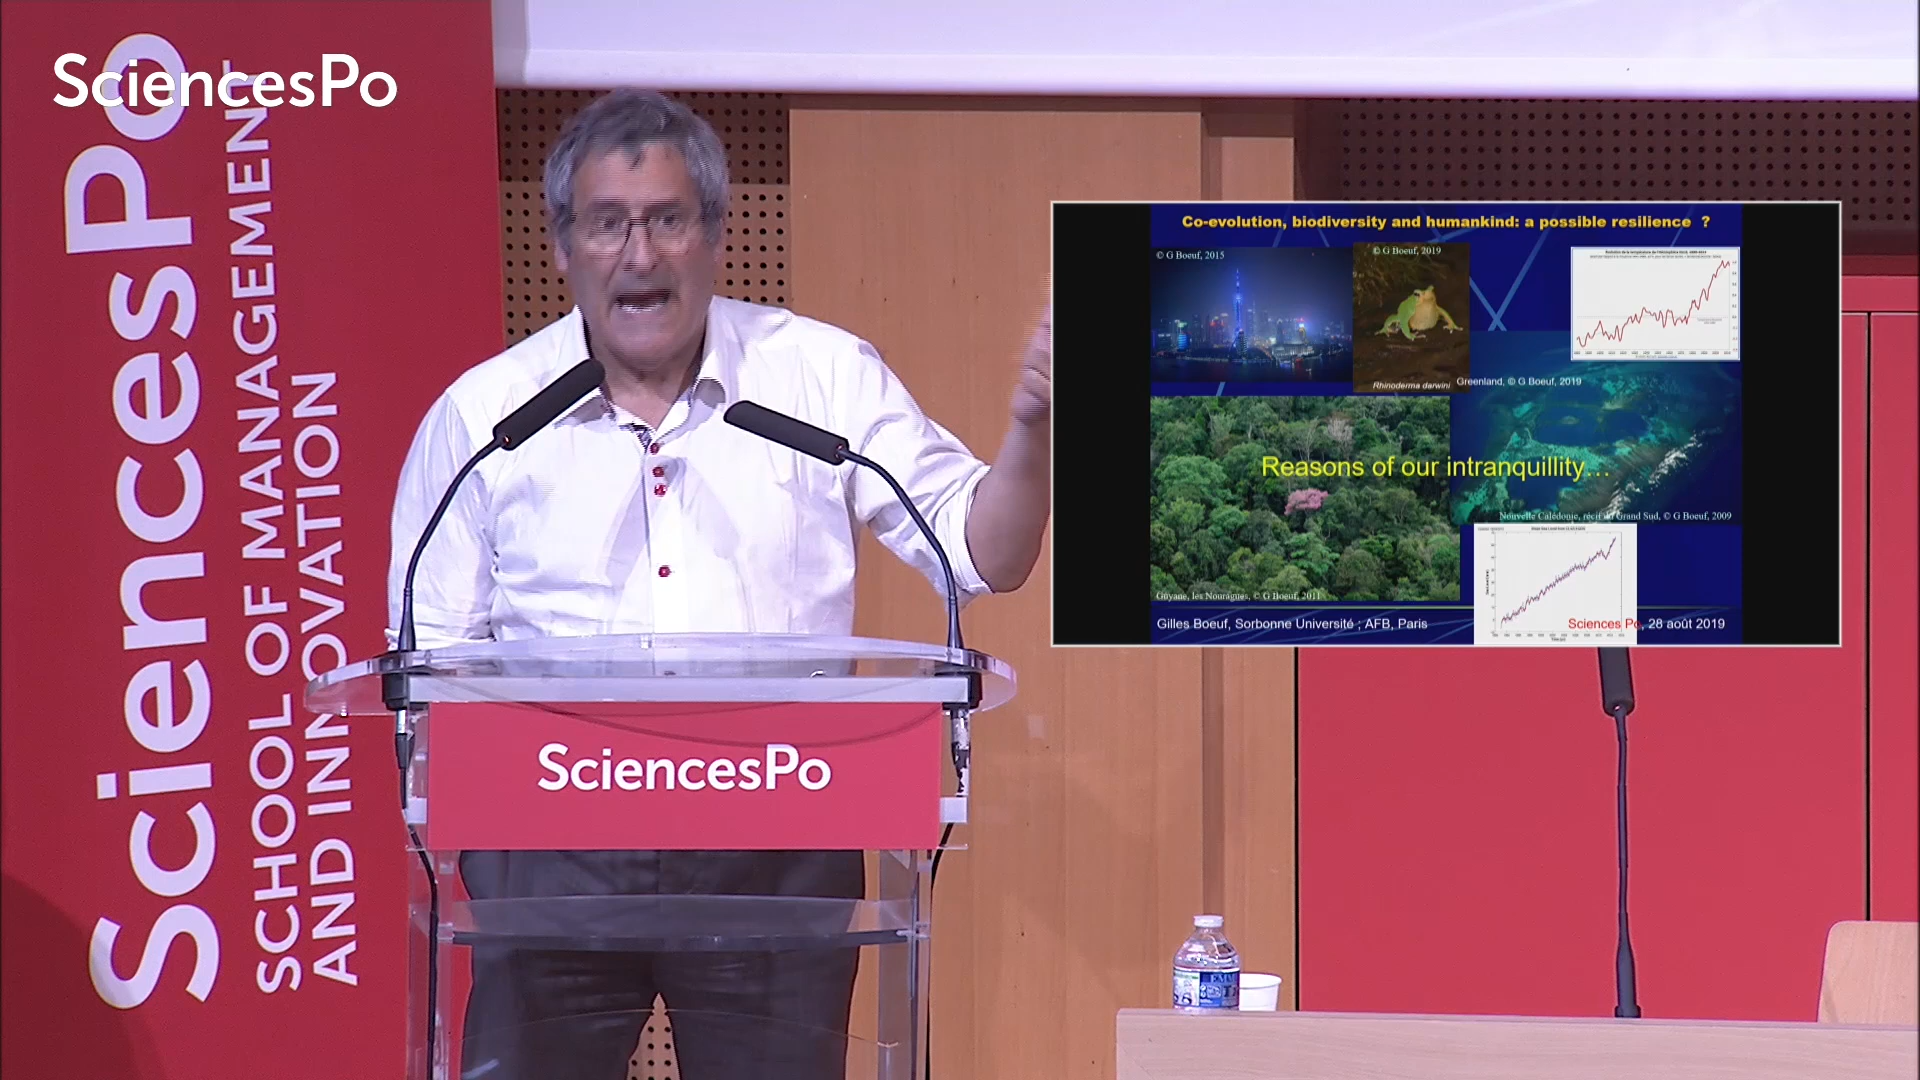 SciencesPo
SciencesPo
SCHOOL OF MANAGEMENT
AND INNOVATION
SciencesPo
Co-evolution, biodiversity and humankind: a possible resilience ?
© G Boeuf, 2015
© G Boeuf, 2019
Rhinoderma darwini
Greenland, © G Boeuf, 2019
Reasons of our intranquillity...
Nouvelle Calédonie, récif du Grand Sud, © G Boeuf, 2009
Guyane, les Nouragues, © G Boeuf, 2011
Gilles Boeuf, Sorbonne Université ; AFB, Paris
Sciences Po, 28 août 2019